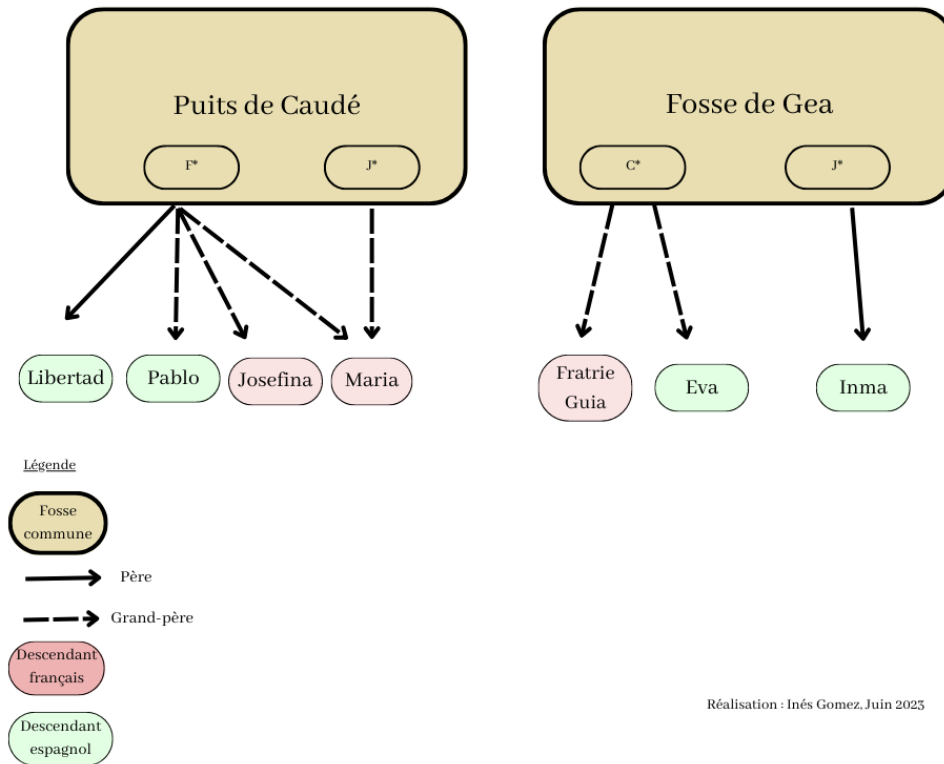 Puits de Caudé
F*
J*
Fosse de Gea
C*
J*
Libertad
Pablo
Josefina
Maria
Fratrie
Guia
Eva
Inma
Légende
Fosse
commune
Père
Grand-père
Descendant
français
Descendant
espagnol
Réalisation : Inés Gomez, Juin 2023